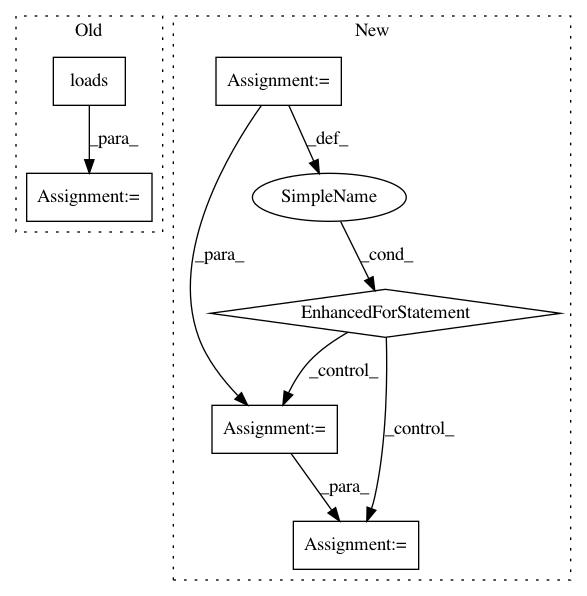 Old
New
loads
Assignment:=
_para_
_def_
Assignment:=
SimpleName
_para_
_cond_
EnhancedForStatement
_control_
Assignment:=
_control_
_para_
Assignment:=